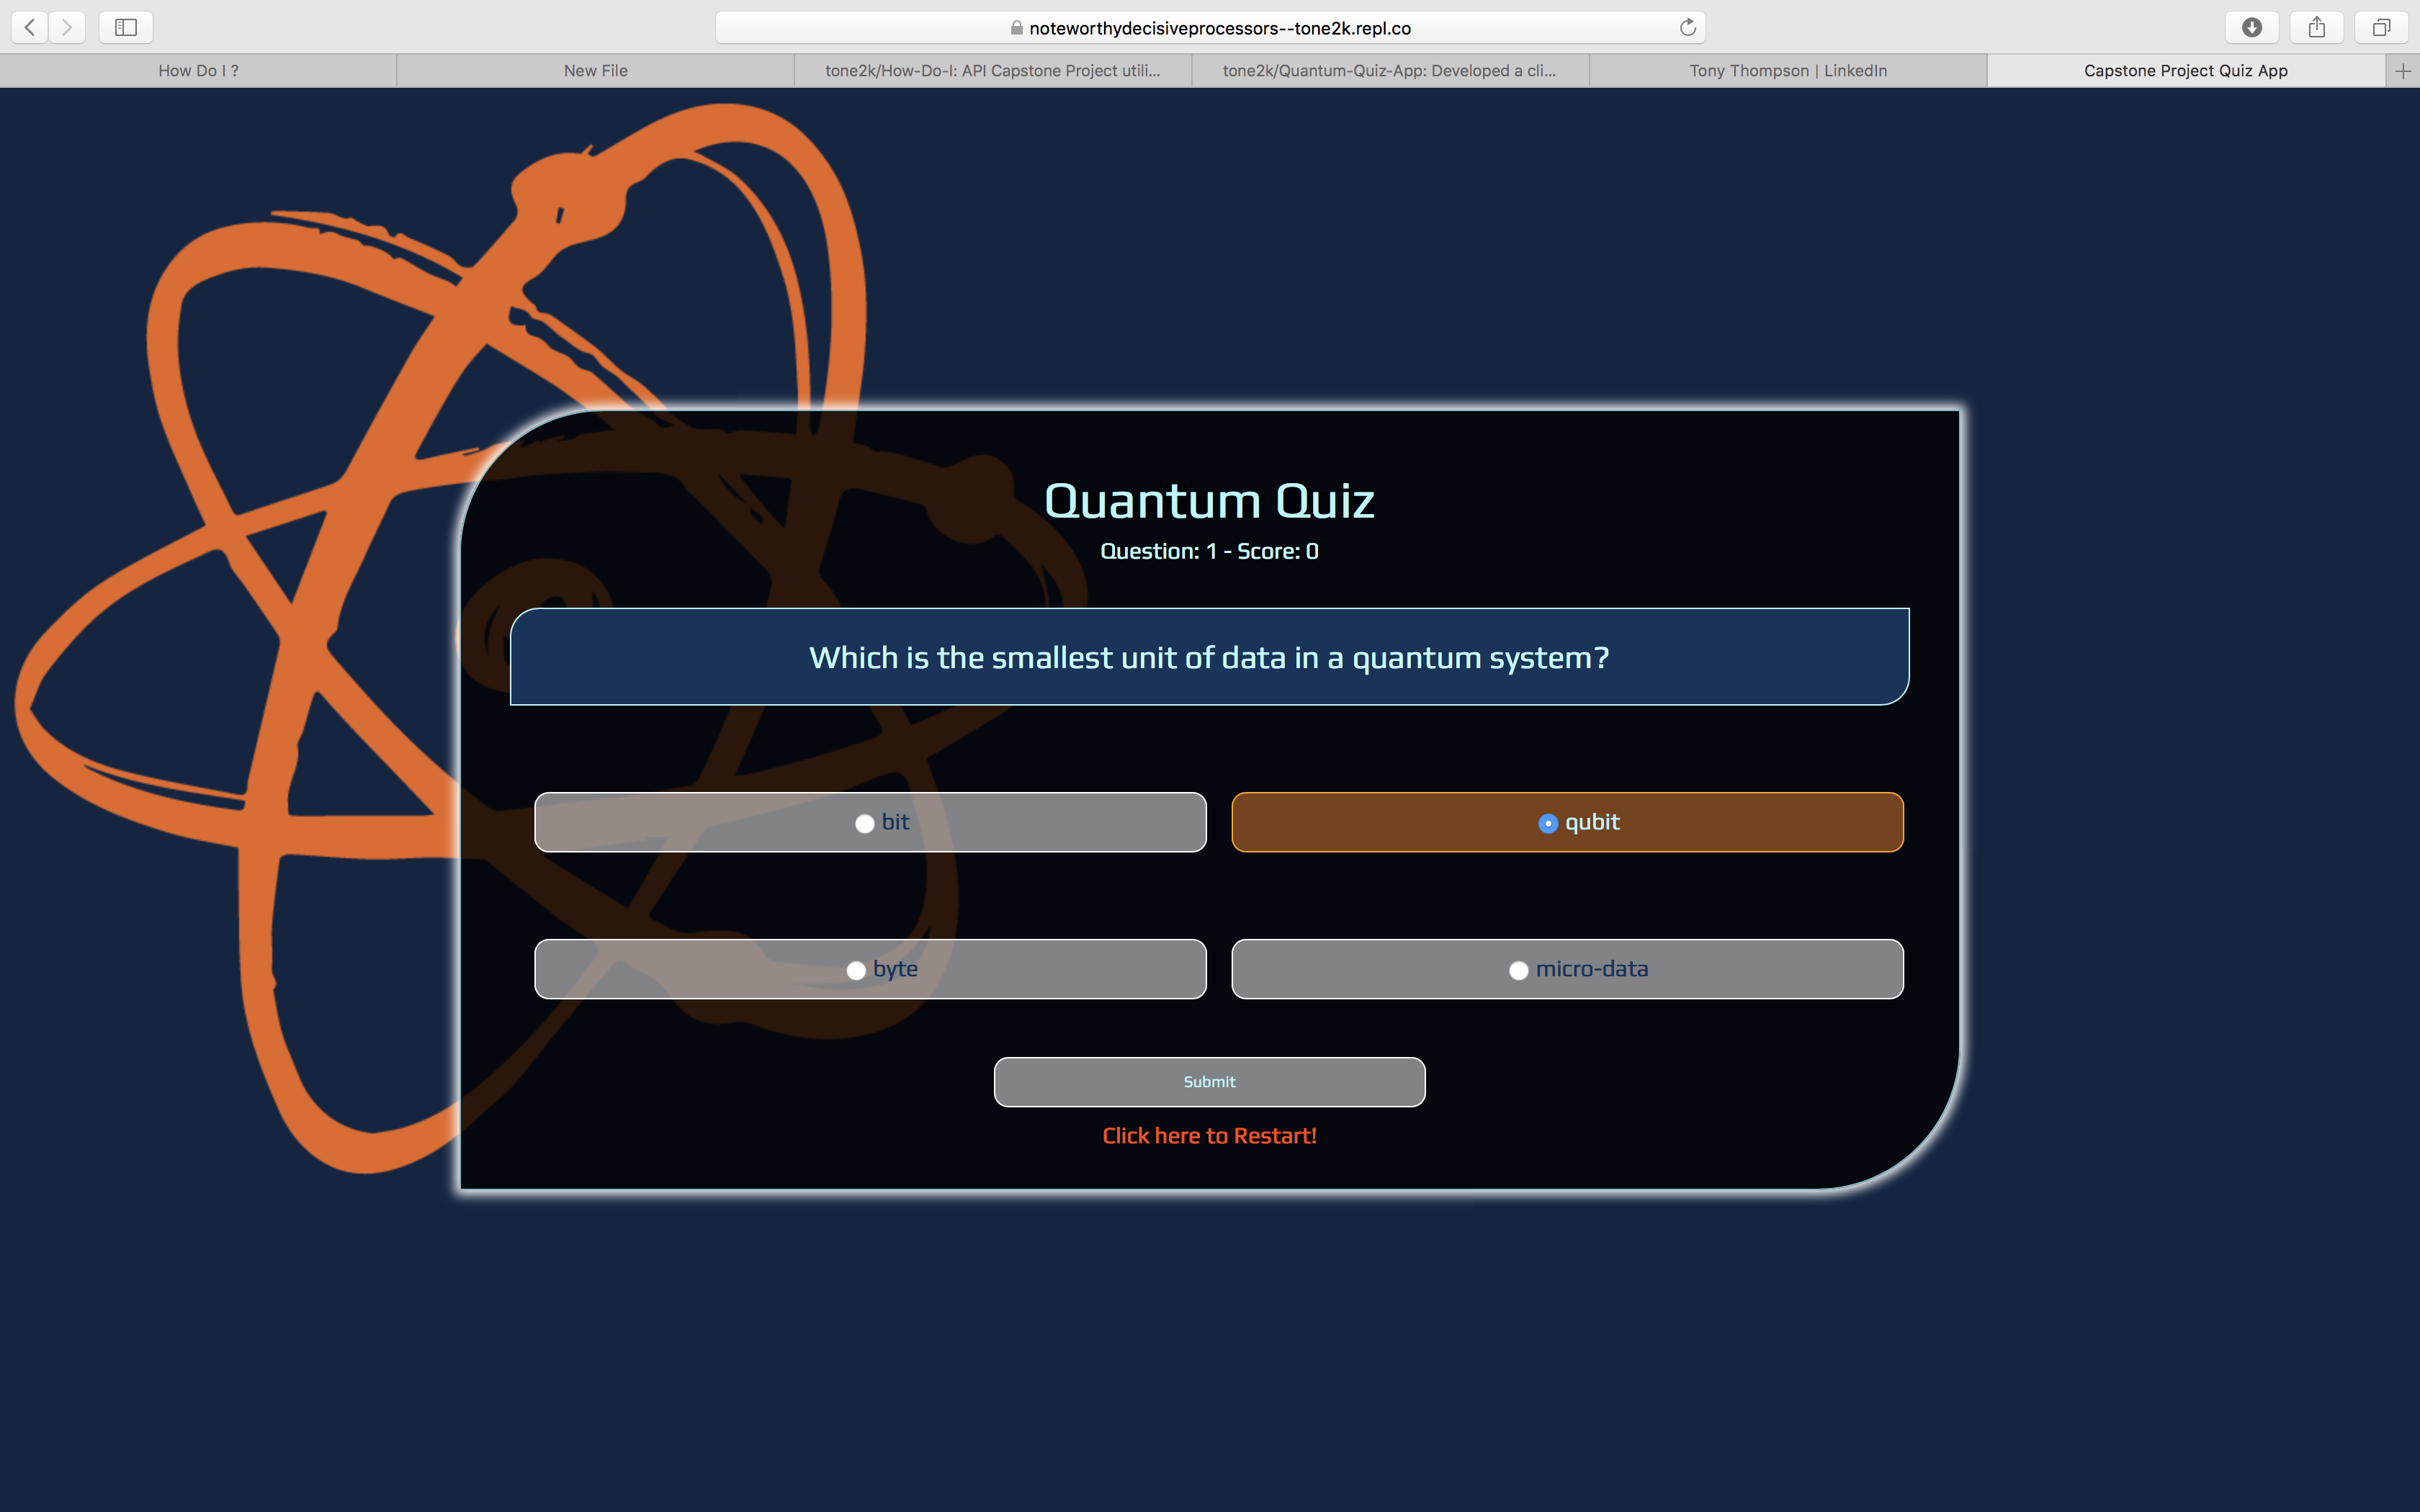 noteworthydecisiveprocessors--tone2k.repl.co
How Do I ?
New File
tone2k/How-Do-I: API Capstone Project utili...
tone2k/Quantum-Quiz-App: Developed a cli...
Tony Thompson | LinkedIn
Capstone Project Quiz App
Quantum Quiz
Question: 1 - Score: 0
Which is the smallest unit of data in a quantum system?
bit
qubit
byte
micro-data
Submit
Click here to Restart!